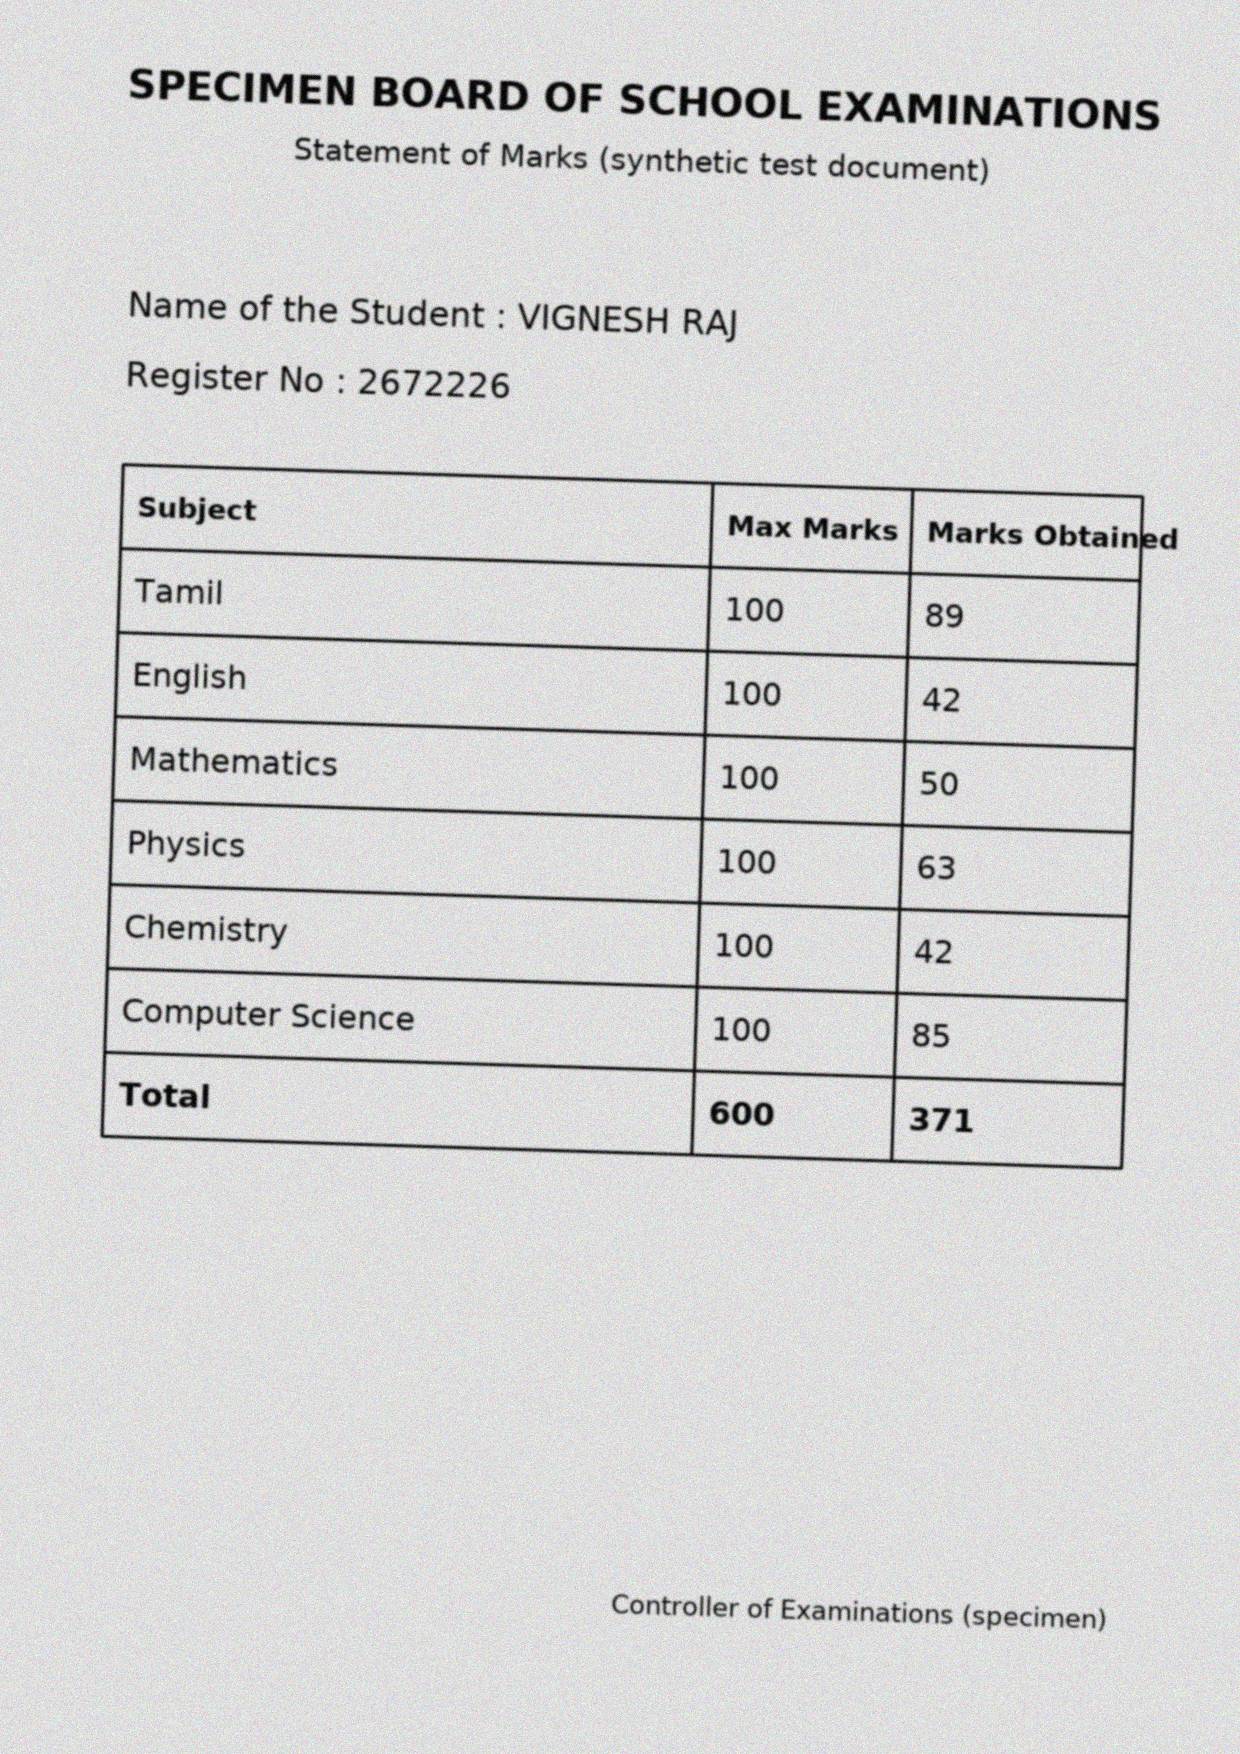 SPECIMEN BOARD OF SCHOOL EXAMINATIONS
Statement of Marks (synthetic test document)
Name of the Student : VIGNESH RAJ
Register No : 2672226
Subject Max Marks Marks Obtained
Tamil 100 89
English 100 42
Mathematics 100 50
Physics 100 63
Chemistry 100 42
Computer Science 100 85
Total 600 371
Controller of Examinations (specimen)